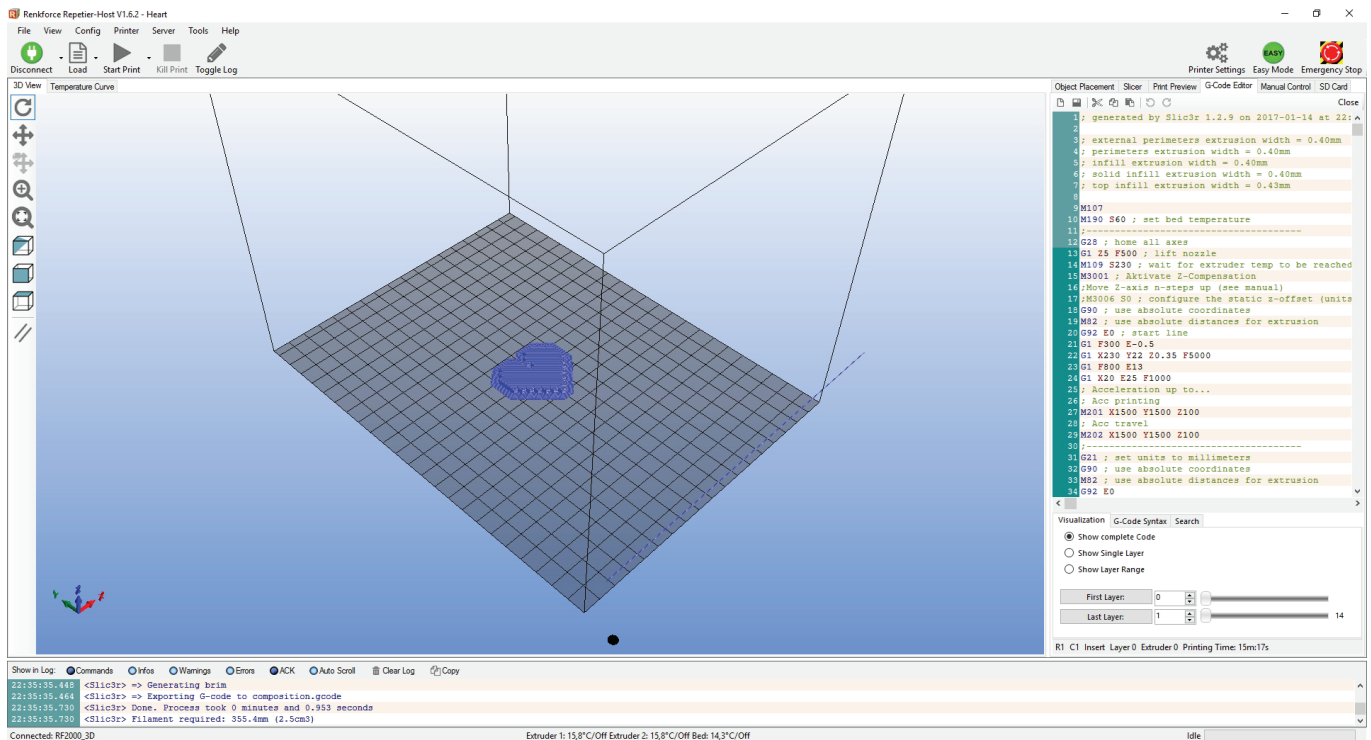 Renkforce Repetier-Host V1.6.2 - Heart
File View Config Printer Server Tools Help
Disconnect Load Start Print Kill Print Toggle Log
Printer Settings Easy Mode Emergency Stop
EASY
3D View Temperature Curve
Object Placement Slicer Print Preview G-Code Editor Manual Control SD Card
Close
1 ; generated by Slic3r 1.2.9 on 2017-01-14 at 22:
2
3 ; external perimeters extrusion width = 0.40mm
4 ; perimeters extrusion width = 0.40mm
5 ; infill extrusion width = 0.40mm
6 ; solid infill extrusion width = 0.40mm
7 ; top infill extrusion width = 0.43mm
8
9 M107
10 M190 S60 ; set bed temperature
11 ;-------------------------------------
12 G28 ; home all axes
13 G1 Z5 F500 ; lift nozzle
14 M109 S230 ; wait for extruder temp to be reached
15 M3001 ; Aktivate Z-Compensation
16 ;Move Z-axis n-steps up (see manual)
17 ;M3006 S0 ; configure the static z-offset (units
18 G90 ; use absolute coordinates
19 M82 ; use absolute distances for extrusion
20 G92 E0 ; start line
21 G1 F300 E-0.5
22 G1 X230 Y22 Z0.35 F5000
23 G1 F800 E13
24 G1 X20 E25 F1000
25 ; Acceleration up to...
26 ; Acc printing
27 M201 X1500 Y1500 Z100
28 ; Acc travel
29 M202 X1500 Y1500 Z100
30 ;-------------------------------------
31 G21 ; set units to millimeters
32 G90 ; use absolute coordinates
33 M82 ; use absolute distances for extrusion
34 G92 E0
Visualization G-Code Syntax Search
Show complete Code
Show Single Layer
Show Layer Range
First Layer: 0
Last Layer: 1 14
R1 C1 Insert Layer 0 Extruder 0 Printing Time: 15m:17s
Show in Log: Commands Infos Warnings Errors ACK Auto Scroll Clear Log Copy
22:35:35.448 <Slic3r> => Generating brim
22:35:35.464 <Slic3r> => Exporting G-code to composition.gcode
22:35:35.730 <Slic3r> Done. Process took 0 minutes and 0.953 seconds
22:35:35.730 <Slic3r> Filament required: 355.4mm (2.5cm3)
Connected: RF2000_3D Extruder 1: 15,8°C/Off Extruder 2: 15,8°C/Off Bed: 14,3°C/Off Idle